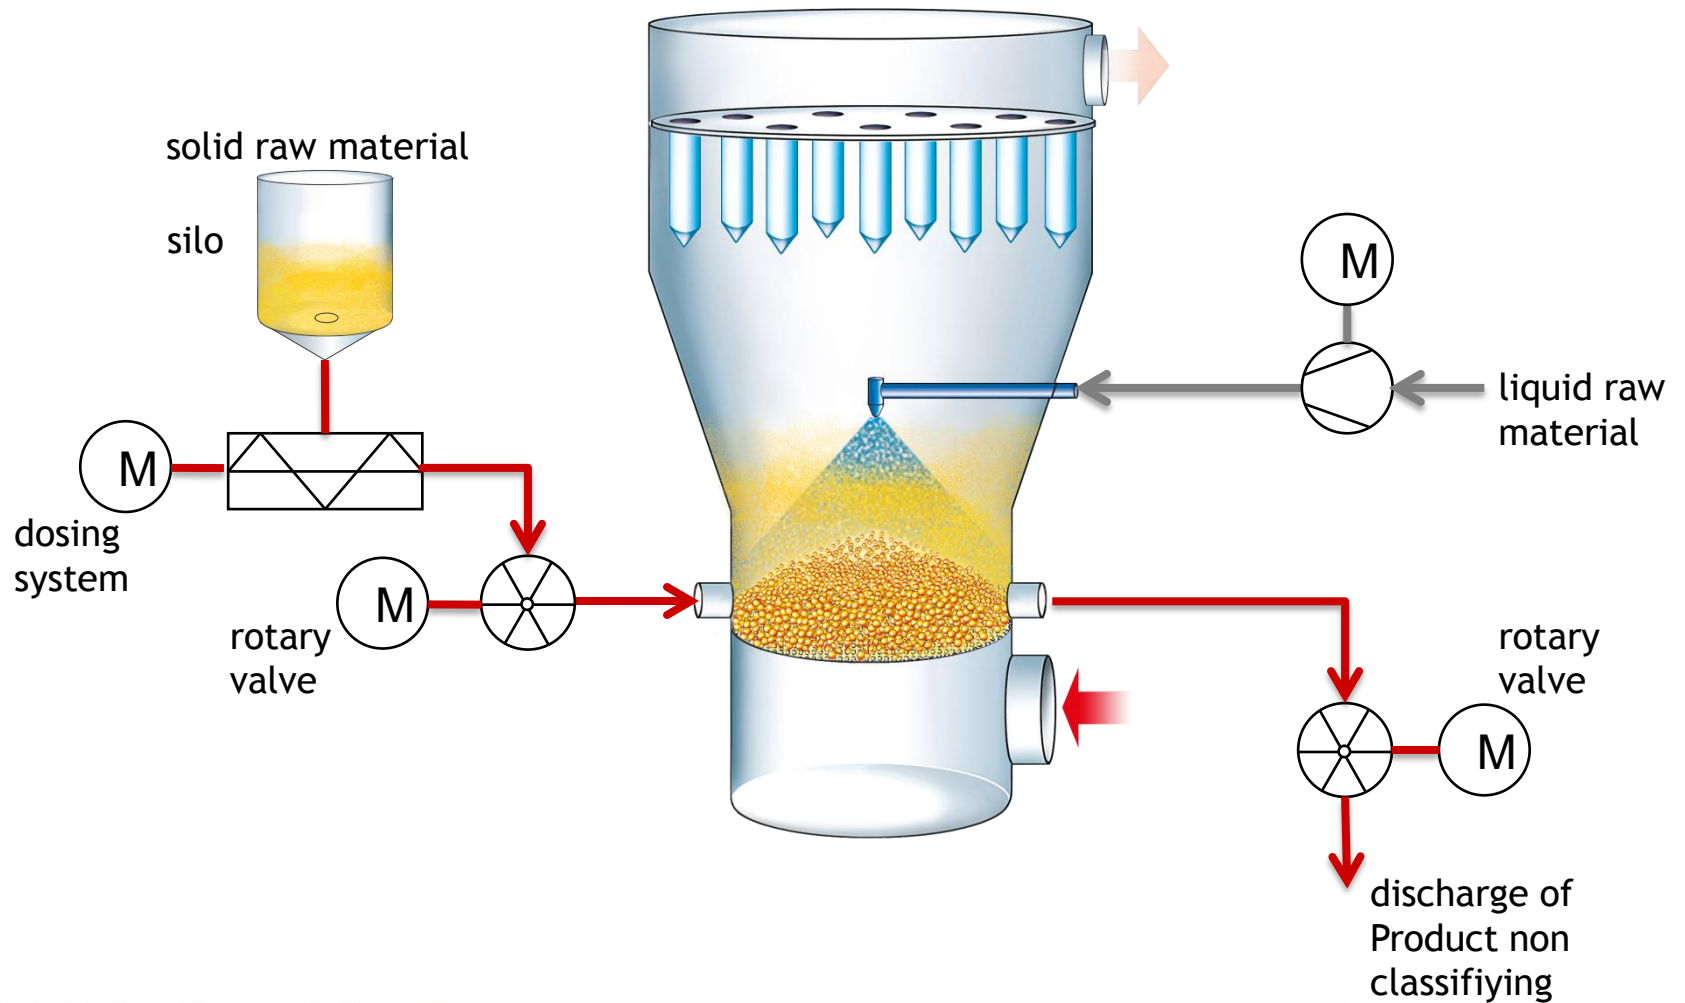 solid raw material
silo
M
dosing
system
M
rotary
valve
M
liquid raw
material
rotary
valve
M
discharge of
Product non
classifiying